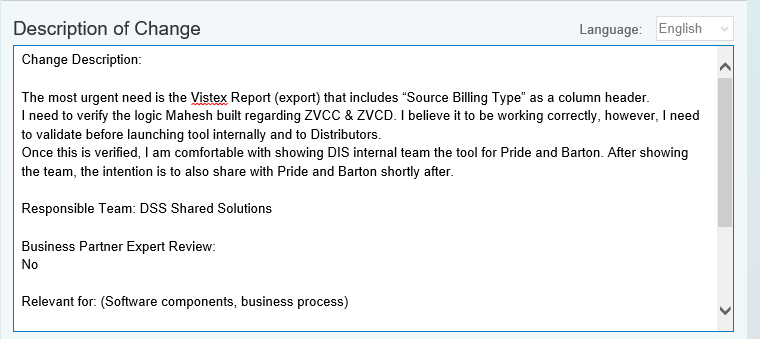 Description of Change
Language: English
Change Description:
The most urgent need is the Vistex Report (export) that includes “Source Billing Type” as a column header.
I need to verify the logic Mahesh built regarding ZVCC & ZVCD. I believe it to be working correctly, however, I need
to validate before launching tool internally and to Distributors.
Once this is verified, I am comfortable with showing DIS internal team the tool for Pride and Barton. After showing
the team, the intention is to also share with Pride and Barton shortly after.
Responsible Team: DSS Shared Solutions
Business Partner Expert Review:
No
Relevant for: (Software components, business process)